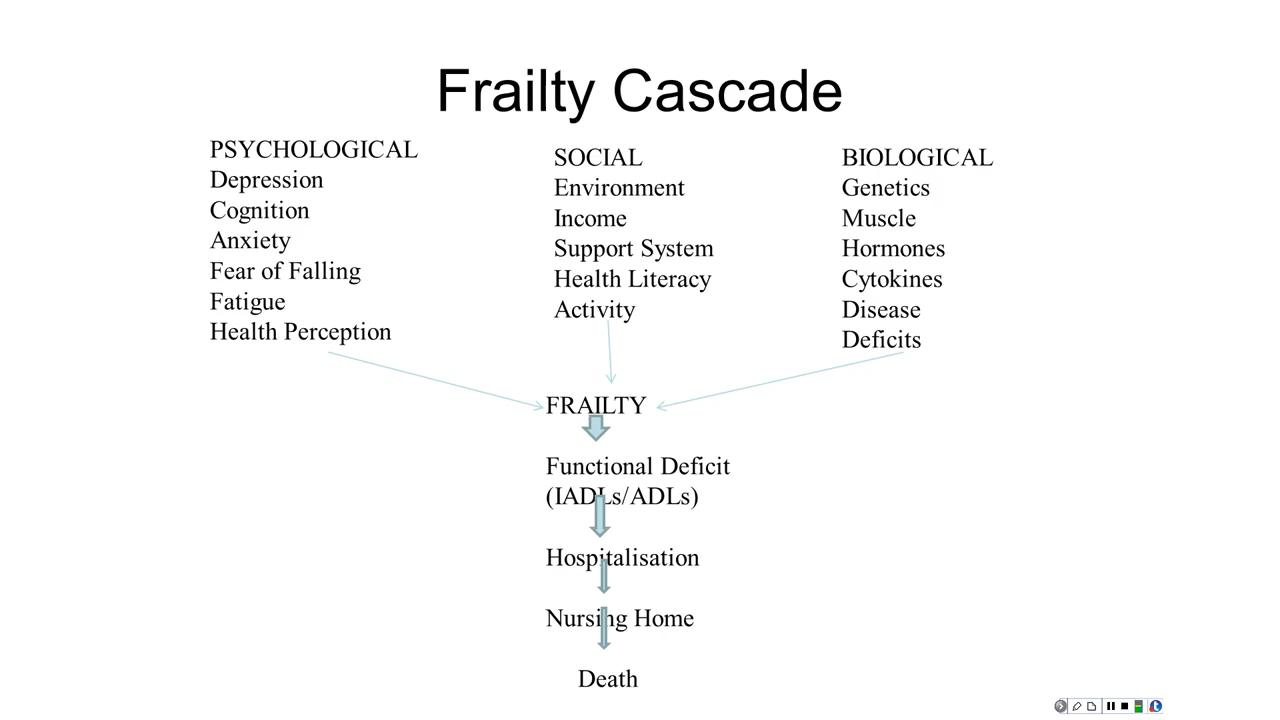 Frailty Cascade
PSYCHOLOGICAL
Depression
Cognition
Anxiety
Fear of Falling
Fatigue
Health Perception
SOCIAL
Environment
Income
Support System
Health Literacy
Activity
BIOLOGICAL
Genetics
Muscle
Hormones
Cytokines
Disease
Deficits
FRAILTY
Functional Deficit
(IADLs/ADLs)
Hospitalisation
Nursing Home
Death